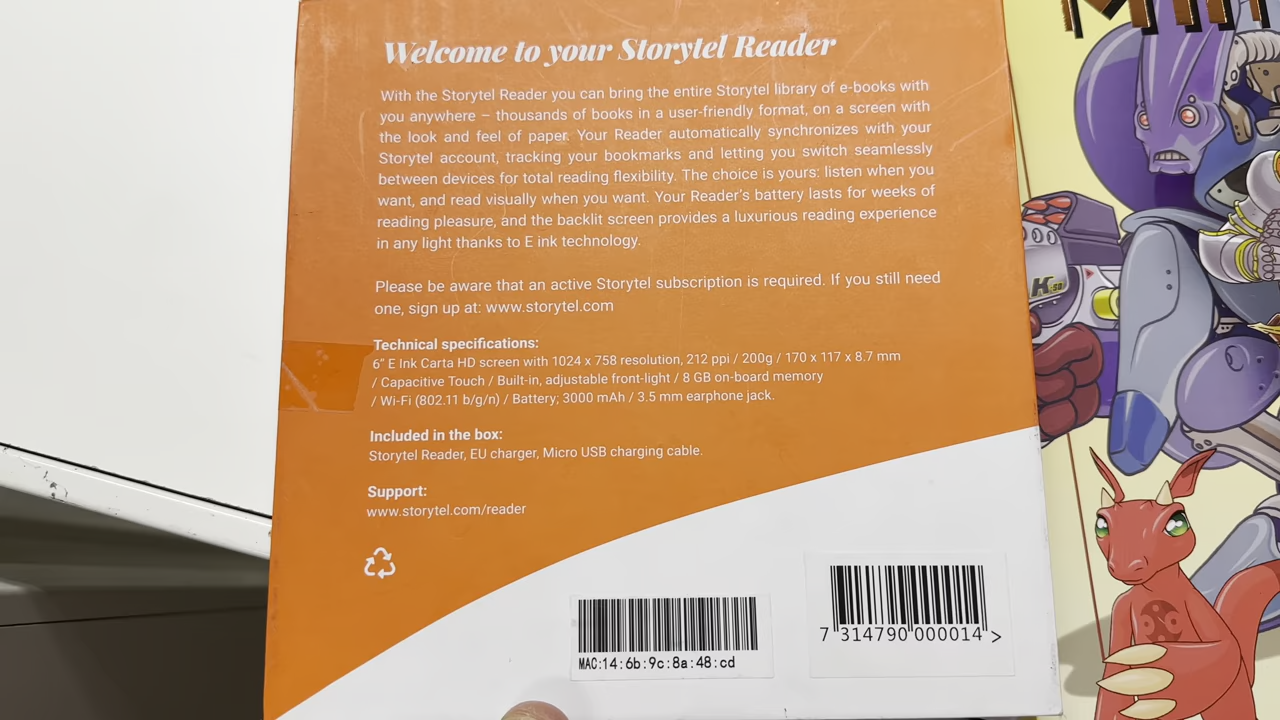 Welcome to your Storytel Reader
With the Storytel Reader you can bring the entire Storytel library of e-books with
you anywhere – thousands of books in a user-friendly format, on a screen with
the look and feel of paper. Your Reader automatically synchronizes with your
Storytel account, tracking your bookmarks and letting you switch seamlessly
between devices for total reading flexibility. The choice is yours: listen when you
want, and read visually when you want. Your Reader's battery lasts for weeks of
reading pleasure, and the backlit screen provides a luxurious reading experience
in any light thanks to E ink technology.
Please be aware that an active Storytel subscription is required. If you still need
one, sign up at: www.storytel.com
Technical specifications:
6” E Ink Carta HD screen with 1024 x 758 resolution, 212 ppi / 200g / 170 x 117 x 8.7 mm
/ Capacitive Touch / Built-in, adjustable front-light / 8 GB on-board memory
/ Wi-Fi (802.11 b/g/n) / Battery; 3000 mAh / 3.5 mm earphone jack.
Included in the box:
Storytel Reader, EU charger, Micro USB charging cable.
Support:
www.storytel.com/reader
MAC:14:6b:9c:8a:48:cd
7 314790 000014 >